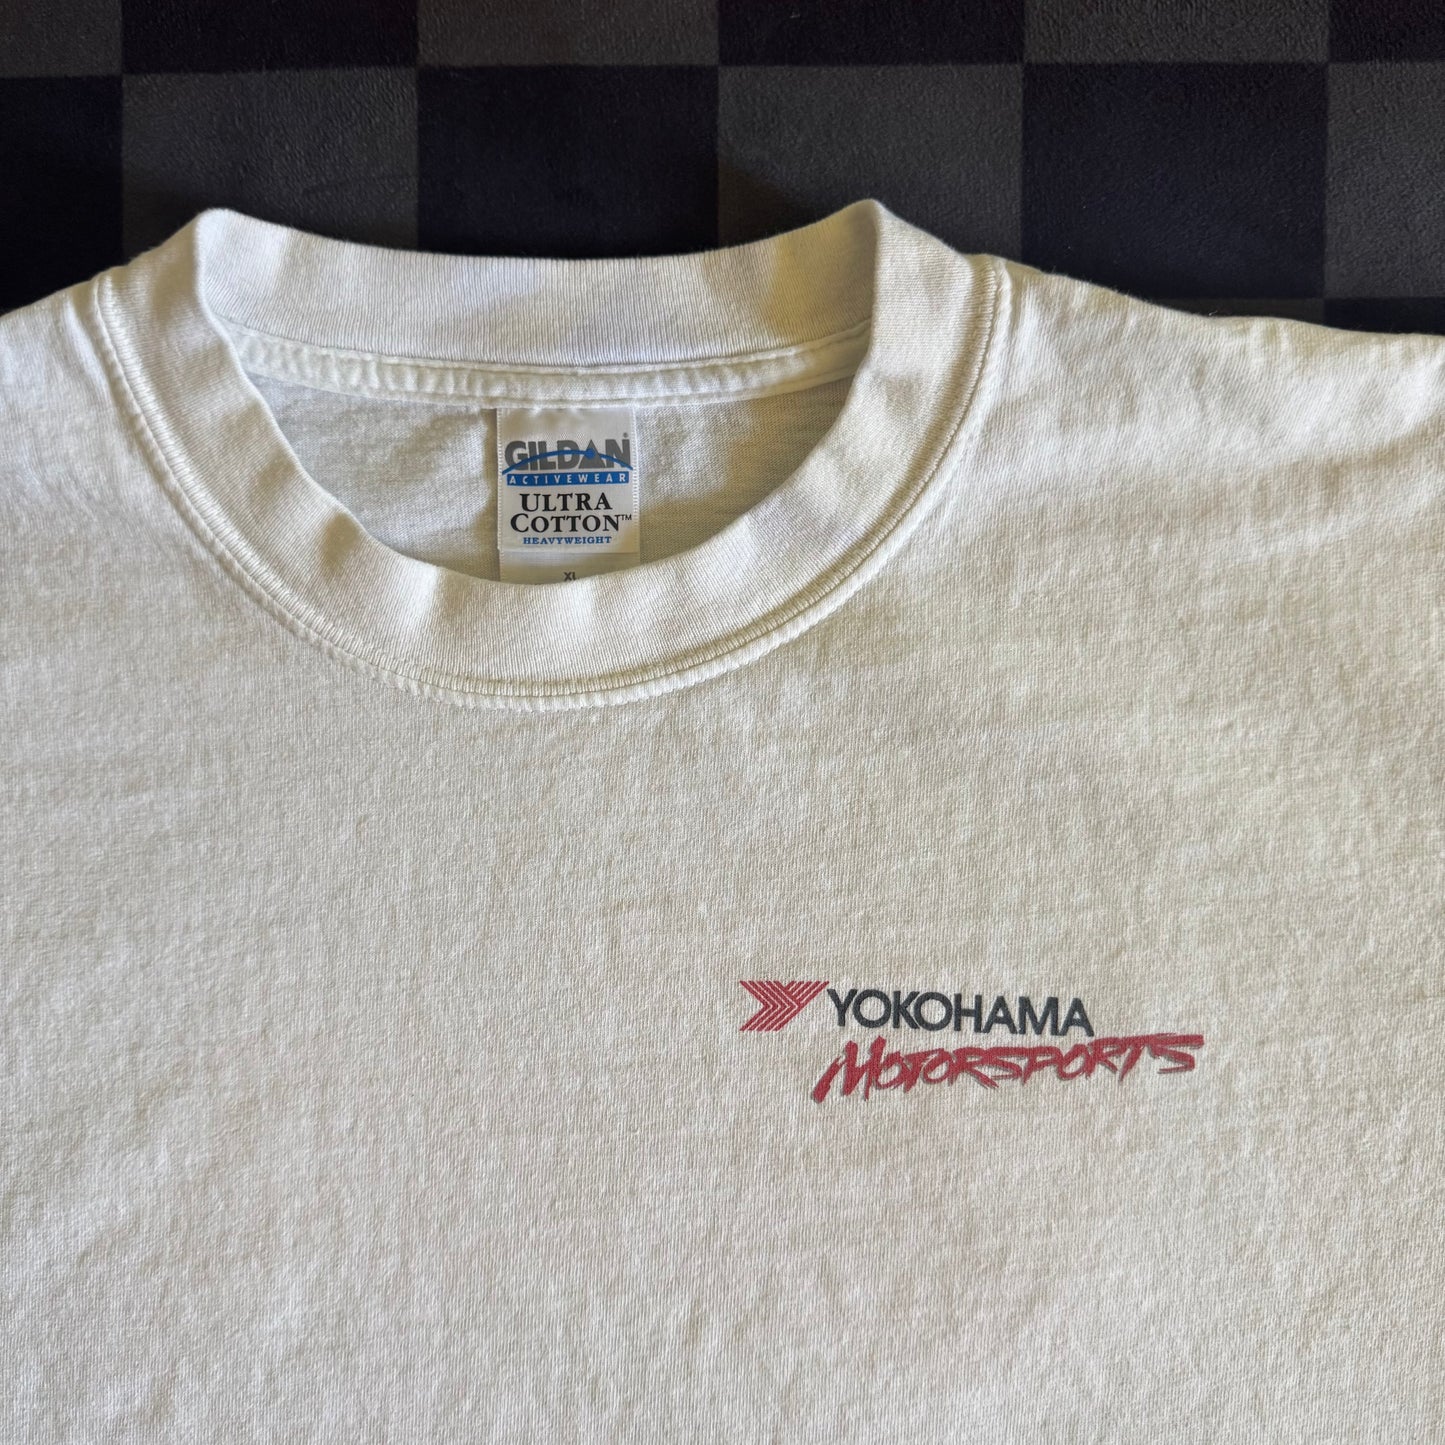 GILDAN®
ACTIVEWEAR
ULTRA
COTTON™
HEAVYWEIGHT
XL
YOKOHAMA
MOTORSPORTS